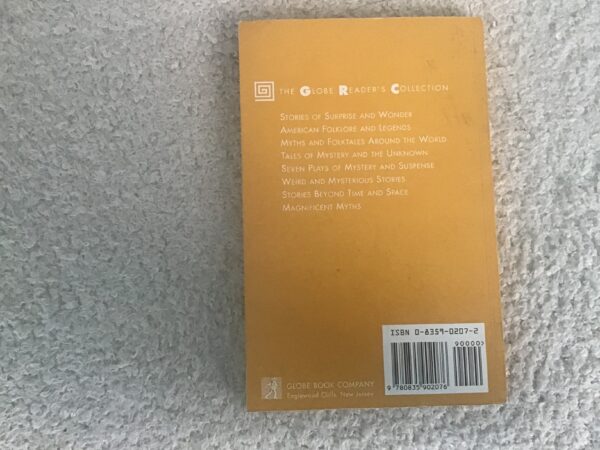 THE GLOBE READER'S COLLECTION
STORIES OF SURPRISE AND WONDER
AMERICAN FOLKLORE AND LEGENDS
MYTHS AND FOLKTALES AROUND THE WORLD
TALES OF MYSTERY AND THE UNKNOWN
SEVEN PLAYS OF MYSTERY AND SUSPENSE
WEIRD AND MYSTERIOUS STORIES
STORIES BEYOND TIME AND SPACE
MAGNIFICENT MYTHS
ISBN 0-8359-0207-2
90000>
9 780835 902076
GLOBE BOOK COMPANY
Englewood Cliffs, New Jersey